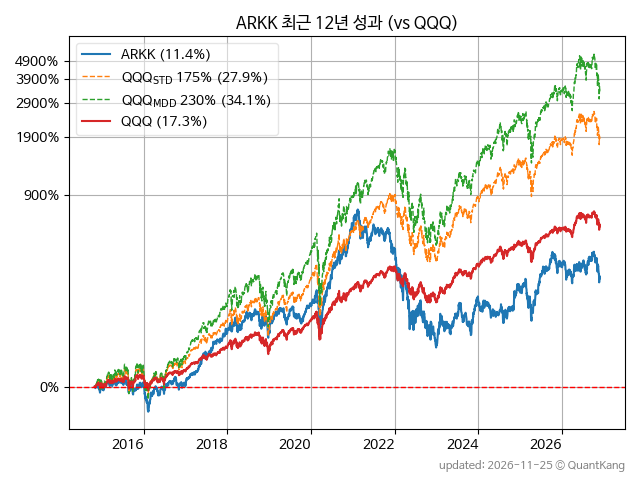 ARKK 최근 12년 성과 (vs QQQ)
ARKK (11.4%)
QQQSTD 175% (27.9%)
QQQMDD 230% (34.1%)
QQQ (17.3%)
4900%
3900%
2900%
1900%
900%
0%
2016 2018 2020 2022 2024 2026
updated: 2026-11-25 © QuantKang